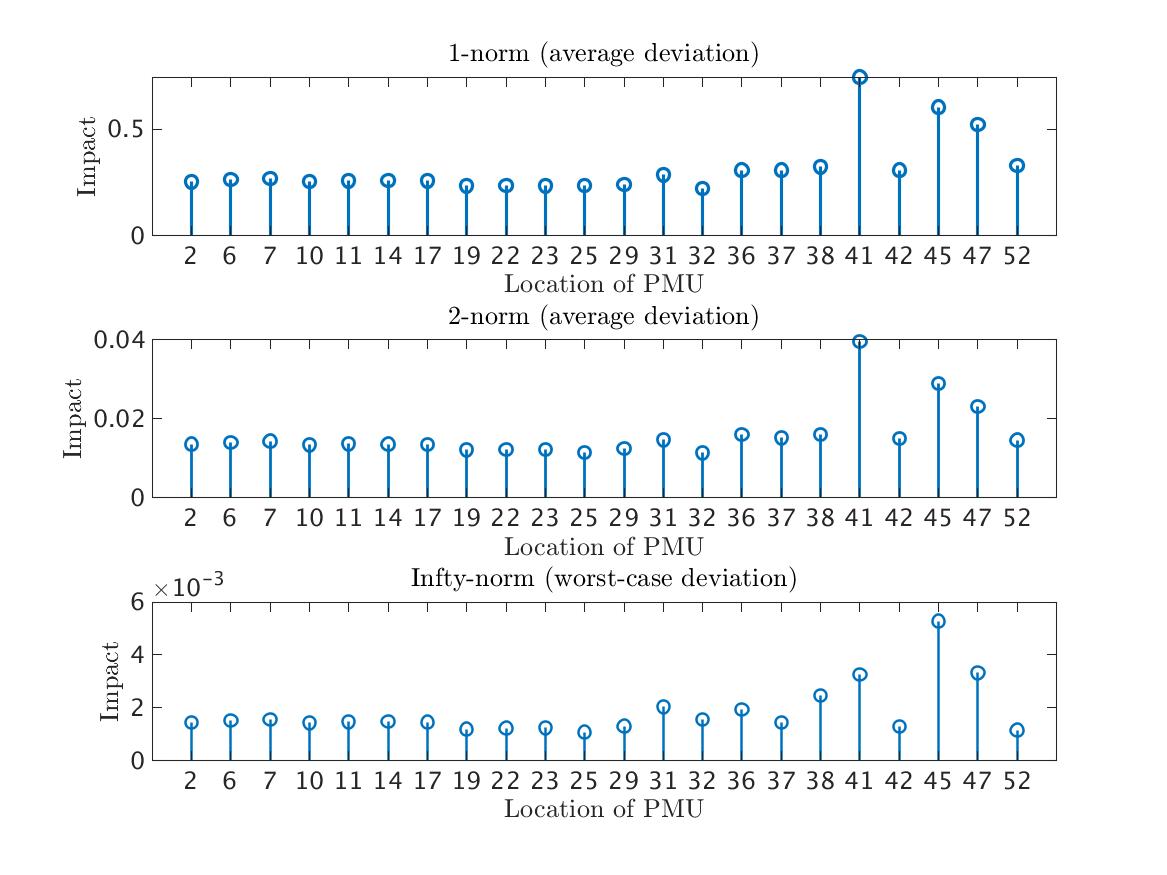 1-norm (average deviation)
Impact
0.5
0
2 6 7 10 11 14 17 19 22 23 25 29 31 32 36 37 38 41 42 45 47 52
Location of PMU
2-norm (average deviation)
Impact
0.04
0.02
0
2 6 7 10 11 14 17 19 22 23 25 29 31 32 36 37 38 41 42 45 47 52
Location of PMU
Infty-norm (worst-case deviation)
×10⁻³
Impact
6
4
2
0
2 6 7 10 11 14 17 19 22 23 25 29 31 32 36 37 38 41 42 45 47 52
Location of PMU